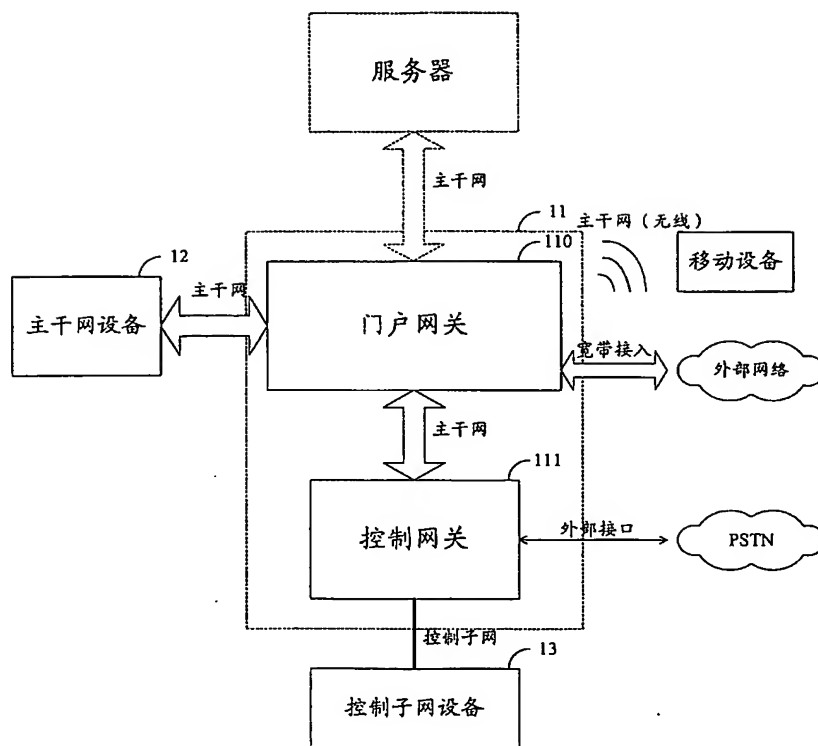 服务器
主干网
11
主干网（无线）
110
移动设备
12
主干网
主干网设备
门户网关
宽带接入
外部网络
主干网
111
控制网关
外部接口
PSTN
控制子网
13
控制子网设备